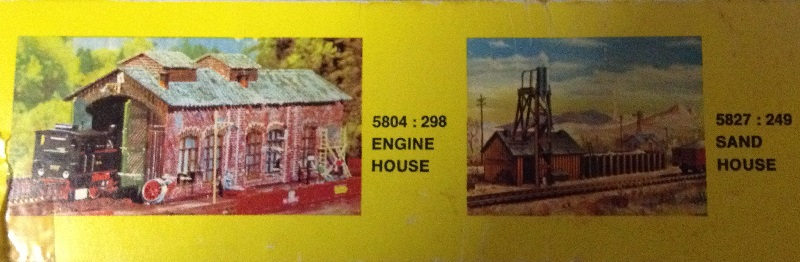 5804 : 298
ENGINE
HOUSE
5827 : 249
SAND
HOUSE